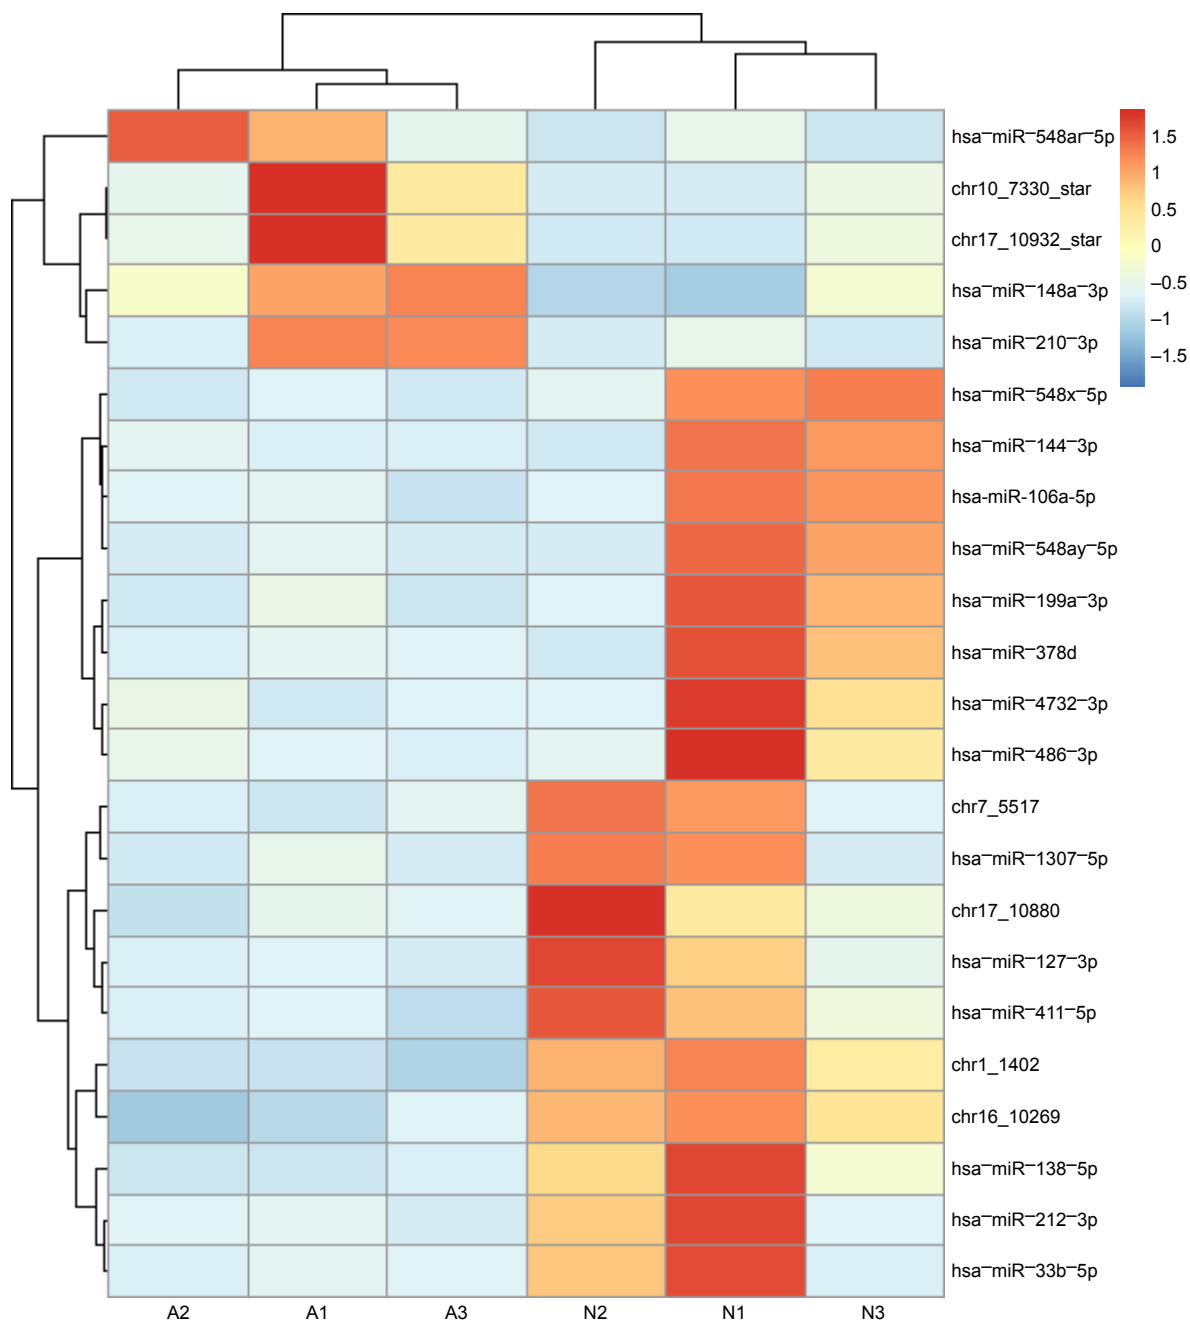 hsa–miR–548ar–5p
chr10_7330_star
chr17_10932_star
hsa–miR–148a–3p
hsa–miR–210–3p
hsa–miR–548x–5p
hsa–miR–144–3p
hsa-miR-106a-5p
hsa–miR–548ay–5p
hsa–miR–199a–3p
hsa–miR–378d
hsa–miR–4732–3p
hsa–miR–486–3p
chr7_5517
hsa–miR–1307–5p
chr17_10880
hsa–miR–127–3p
hsa–miR–411–5p
chr1_1402
chr16_10269
hsa–miR–138–5p
hsa–miR–212–3p
hsa–miR–33b–5p
1.5
1
0.5
0
–0.5
–1
–1.5
A2 A1 A3 N2 N1 N3